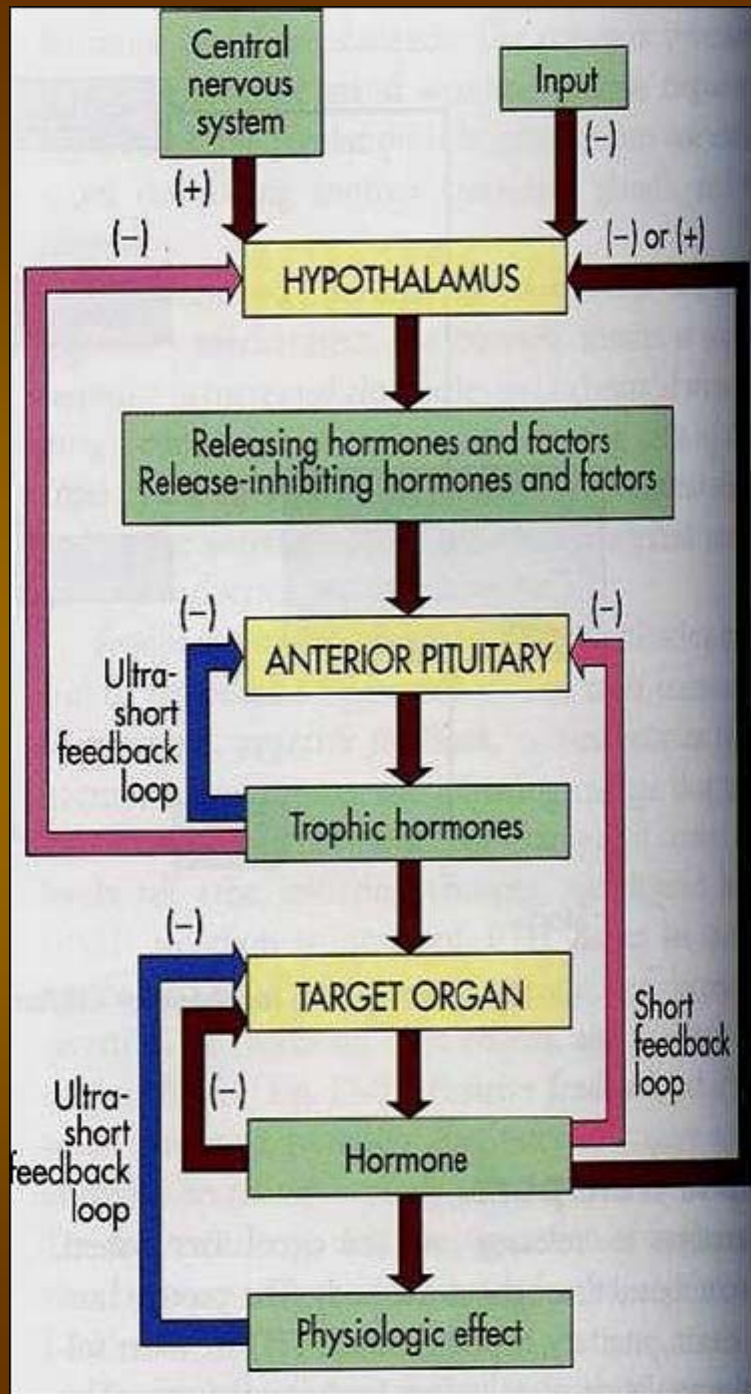 Central
nervous
system
Input
(+)
(-)
(-)
(-) or (+)
HYPOTHALAMUS
Releasing hormones and factors
Release-inhibiting hormones and factors
(-)
(-)
ANTERIOR PITUITARY
Ultra-
short
feedback
loop
Trophic hormones
(-)
TARGET ORGAN
(-)
Short
feedback
loop
Ultra-
short
feedback
loop
Hormone
Physiologic effect